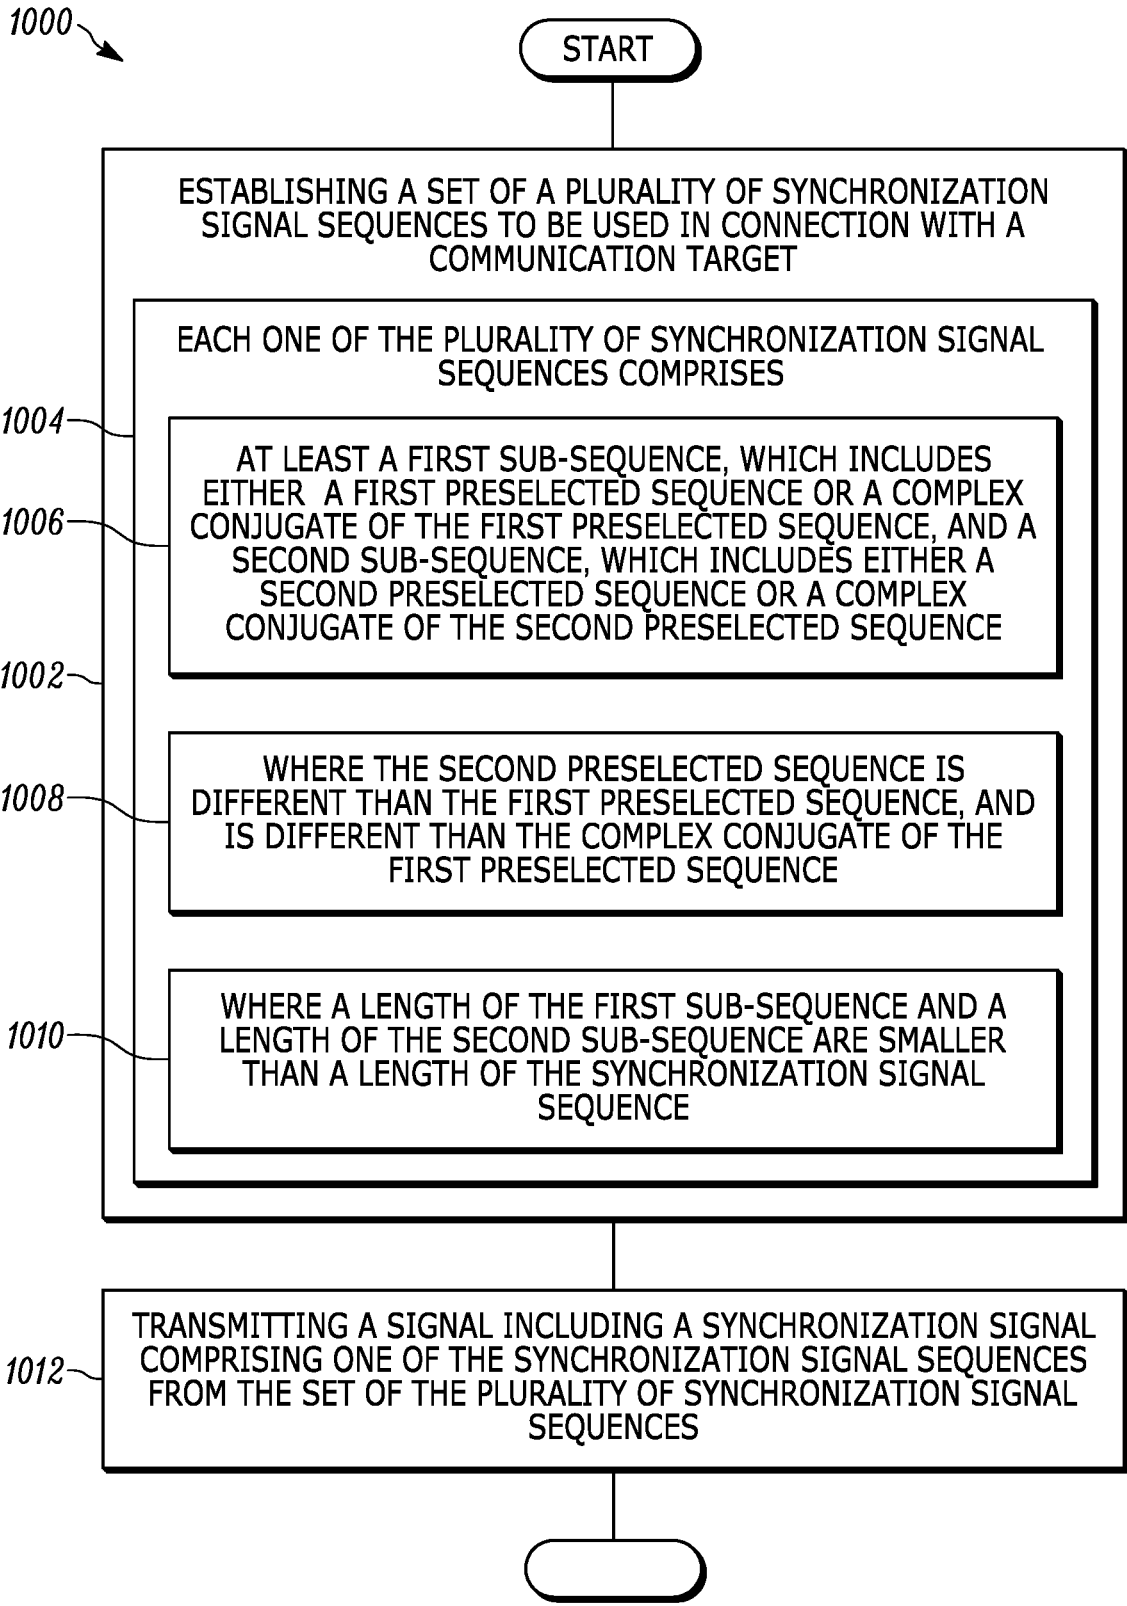 1000
START
ESTABLISHING A SET OF A PLURALITY OF SYNCHRONIZATION
SIGNAL SEQUENCES TO BE USED IN CONNECTION WITH A
COMMUNICATION TARGET
EACH ONE OF THE PLURALITY OF SYNCHRONIZATION SIGNAL
SEQUENCES COMPRISES
1004
AT LEAST A FIRST SUB-SEQUENCE, WHICH INCLUDES
EITHER A FIRST PRESELECTED SEQUENCE OR A COMPLEX
1006
CONJUGATE OF THE FIRST PRESELECTED SEQUENCE, AND A
SECOND SUB-SEQUENCE, WHICH INCLUDES EITHER A
SECOND PRESELECTED SEQUENCE OR A COMPLEX
CONJUGATE OF THE SECOND PRESELECTED SEQUENCE
1002
WHERE THE SECOND PRESELECTED SEQUENCE IS
1008
DIFFERENT THAN THE FIRST PRESELECTED SEQUENCE, AND
IS DIFFERENT THAN THE COMPLEX CONJUGATE OF THE
FIRST PRESELECTED SEQUENCE
WHERE A LENGTH OF THE FIRST SUB-SEQUENCE AND A
1010
LENGTH OF THE SECOND SUB-SEQUENCE ARE SMALLER
THAN A LENGTH OF THE SYNCHRONIZATION SIGNAL
SEQUENCE
TRANSMITTING A SIGNAL INCLUDING A SYNCHRONIZATION SIGNAL
COMPRISING ONE OF THE SYNCHRONIZATION SIGNAL SEQUENCES
1012
FROM THE SET OF THE PLURALITY OF SYNCHRONIZATION SIGNAL
SEQUENCES